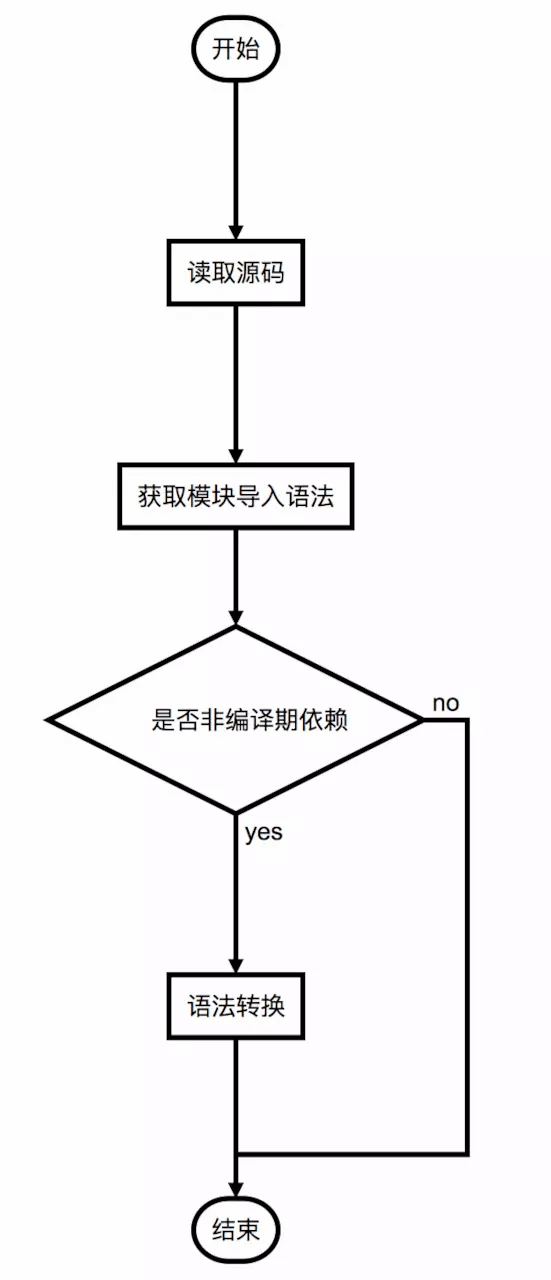 开始
读取源码
获取模块导入语法
是否非编译期依赖
no
yes
语法转换
结束